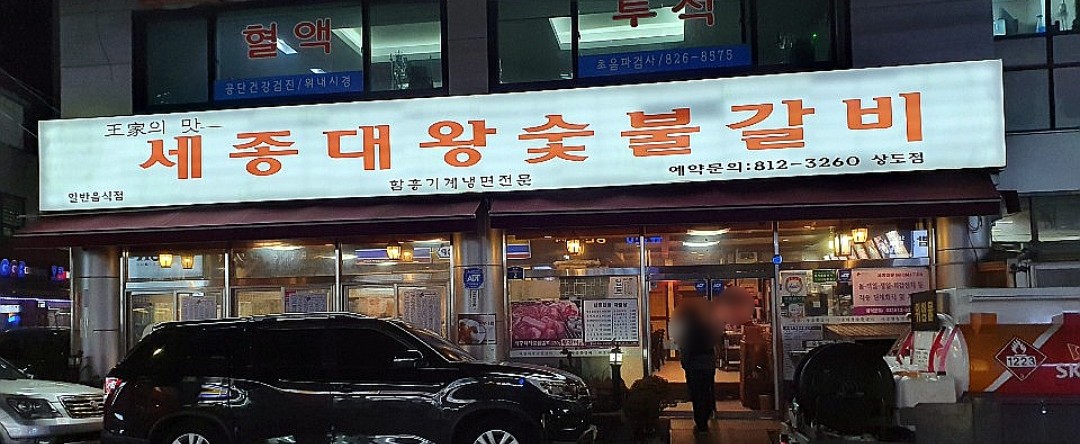 혈액
투석
공단건강검진/위내시경
초음파검사/826-8575
王家의 맛
세종대왕숯불갈비
일반음식점
함흥기계냉면전문
예약문의:812-3260 상도점
ADT
1223
SK